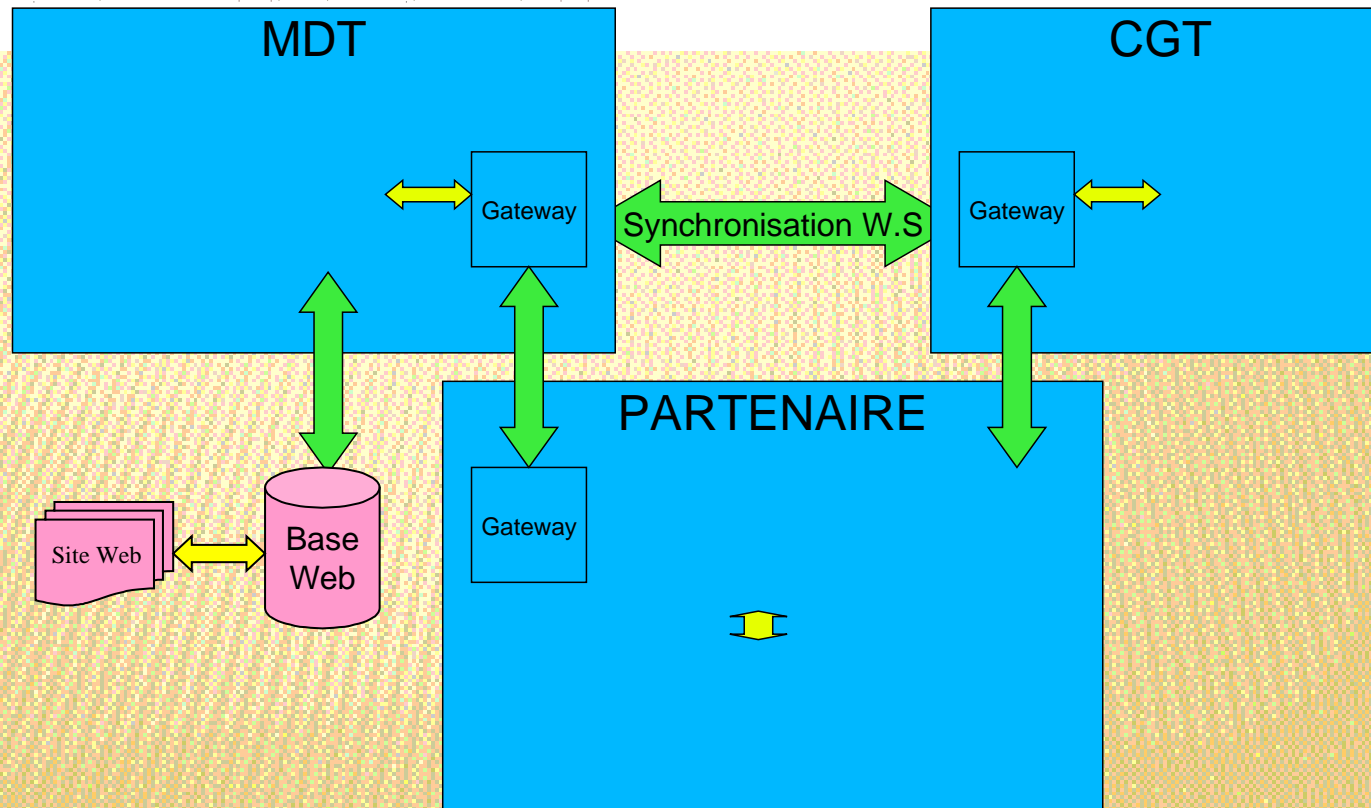 MDT
CGT
Gateway
Synchronisation W.S
Gateway
PARTENAIRE
Gateway
Site Web
Base
Web